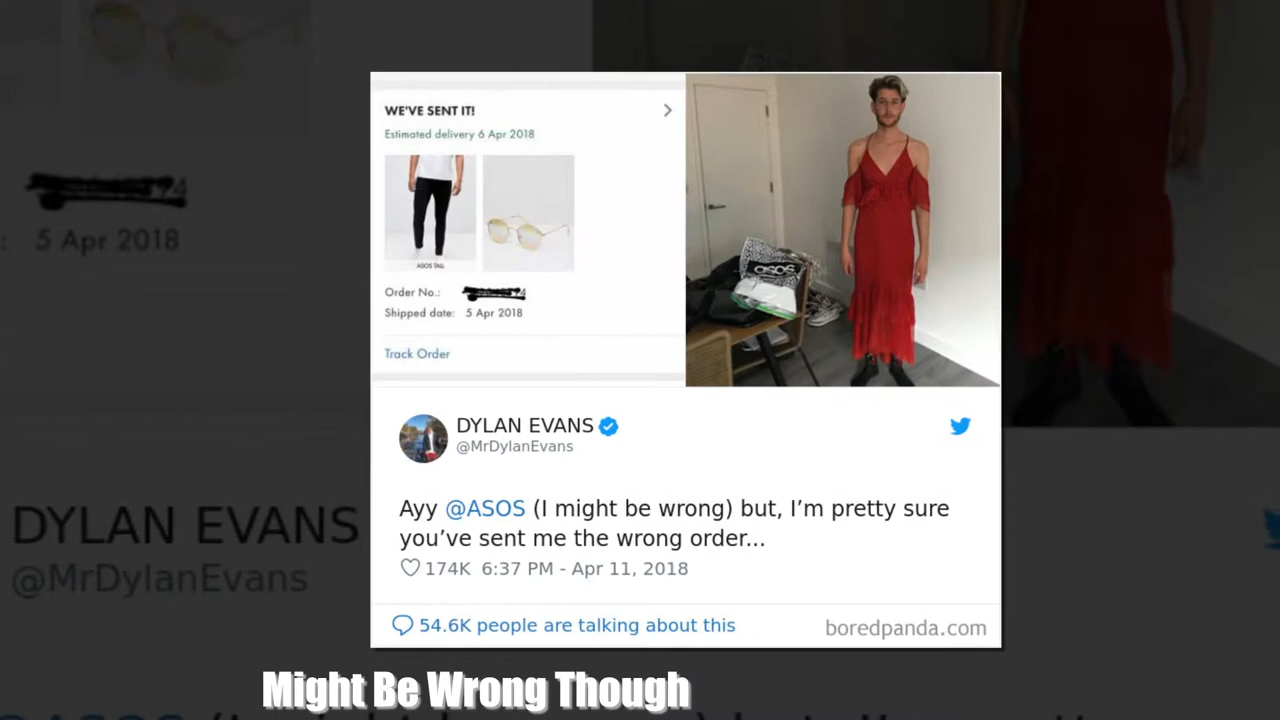 WE'VE SENT IT!
Estimated delivery 6 Apr 2018
ASOS TALL
Order No.:
Shipped date: 5 Apr 2018
Track Order
asos
DYLAN EVANS
@MrDylanEvans
Ayy @ASOS (I might be wrong) but, I’m pretty sure
you’ve sent me the wrong order...
174K 6:37 PM - Apr 11, 2018
54.6K people are talking about this
boredpanda.com
5 Apr 2018
DYLAN EVANS
@MrDylanEvans
Might Be Wrong Though